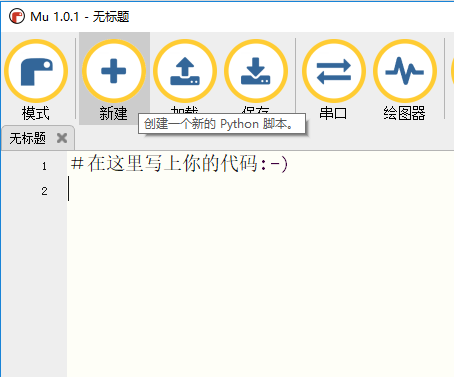 Mu 1.0.1 - 无标题
模式 新建 加载 保存 串口 绘图器
创建一个新的 Python 脚本。
无标题
1 #在这里写上你的代码:-)
2